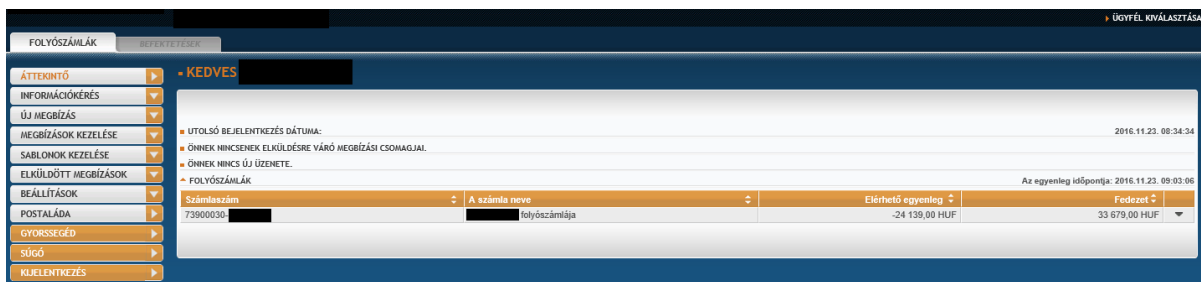 ÜGYFÉL KIVÁLASZTÁSA
FOLYÓSZÁMLÁK
BEFEKTETÉSEK
ÁTTEKINTŐ
INFORMÁCIÓKÉRÉS
ÚJ MEGBÍZÁS
MEGBÍZÁSOK KEZELÉSE
SABLONOK KEZELÉSE
ELKÜLDÖTT MEGBÍZÁSOK
BEÁLLÍTÁSOK
POSTALÁDA
GYORSSEGÉD
SÚGÓ
KIJELENTKEZÉS
KEDVES
UTOLSÓ BEJELENTKEZÉS DÁTUMA: 2016.11.23. 08:34:34
ÖNNEK NINCSENEK ELKÜLDÉSRE VÁRÓ MEGBÍZÁSI CSOMAGJAI.
ÖNNEK NINCS ÚJ ÜZENETE.
FOLYÓSZÁMLÁK Az egyenleg időpontja: 2016.11.23. 09:03:06
Számlaszám A számla neve Elérhető egyenleg Fedezet
73900030- folyószámlája -24 139,00 HUF 33 679,00 HUF